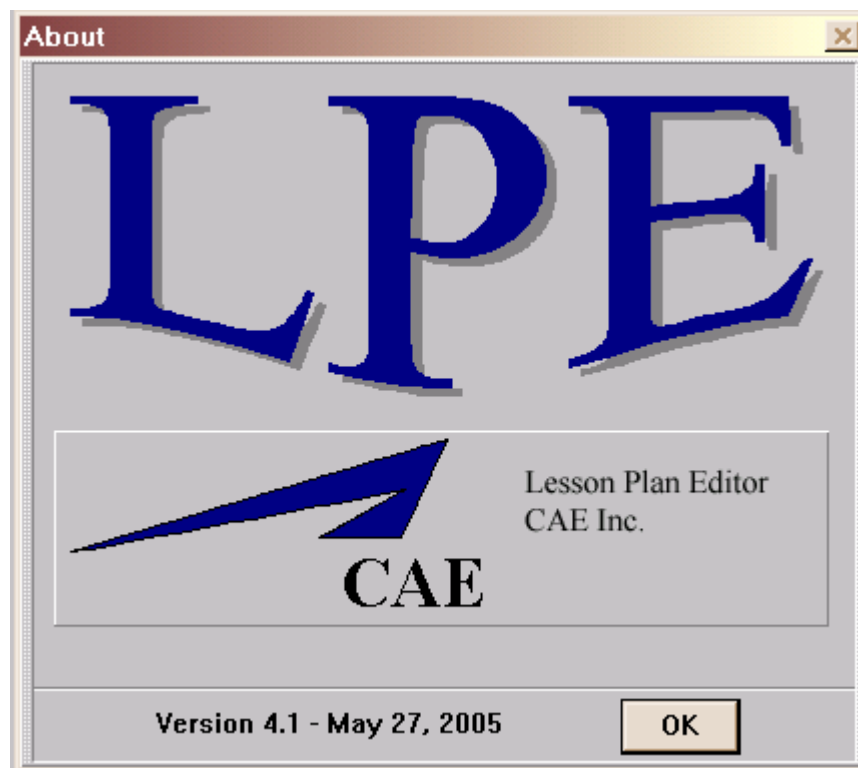 About
LPE
Lesson Plan Editor
CAE Inc.
CAE
Version 4.1 - May 27, 2005
OK